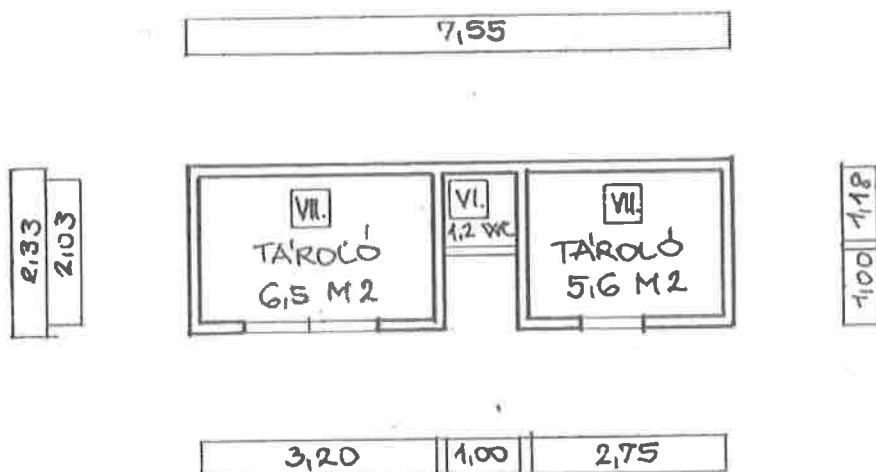 7,55
2,33
2,03
VII.
TÁROLÓ
6,5 M2
VI.
1,2 WC
VII.
TÁROLÓ
5,6 M2
1,18
1,00
3,20
1,00
2,75